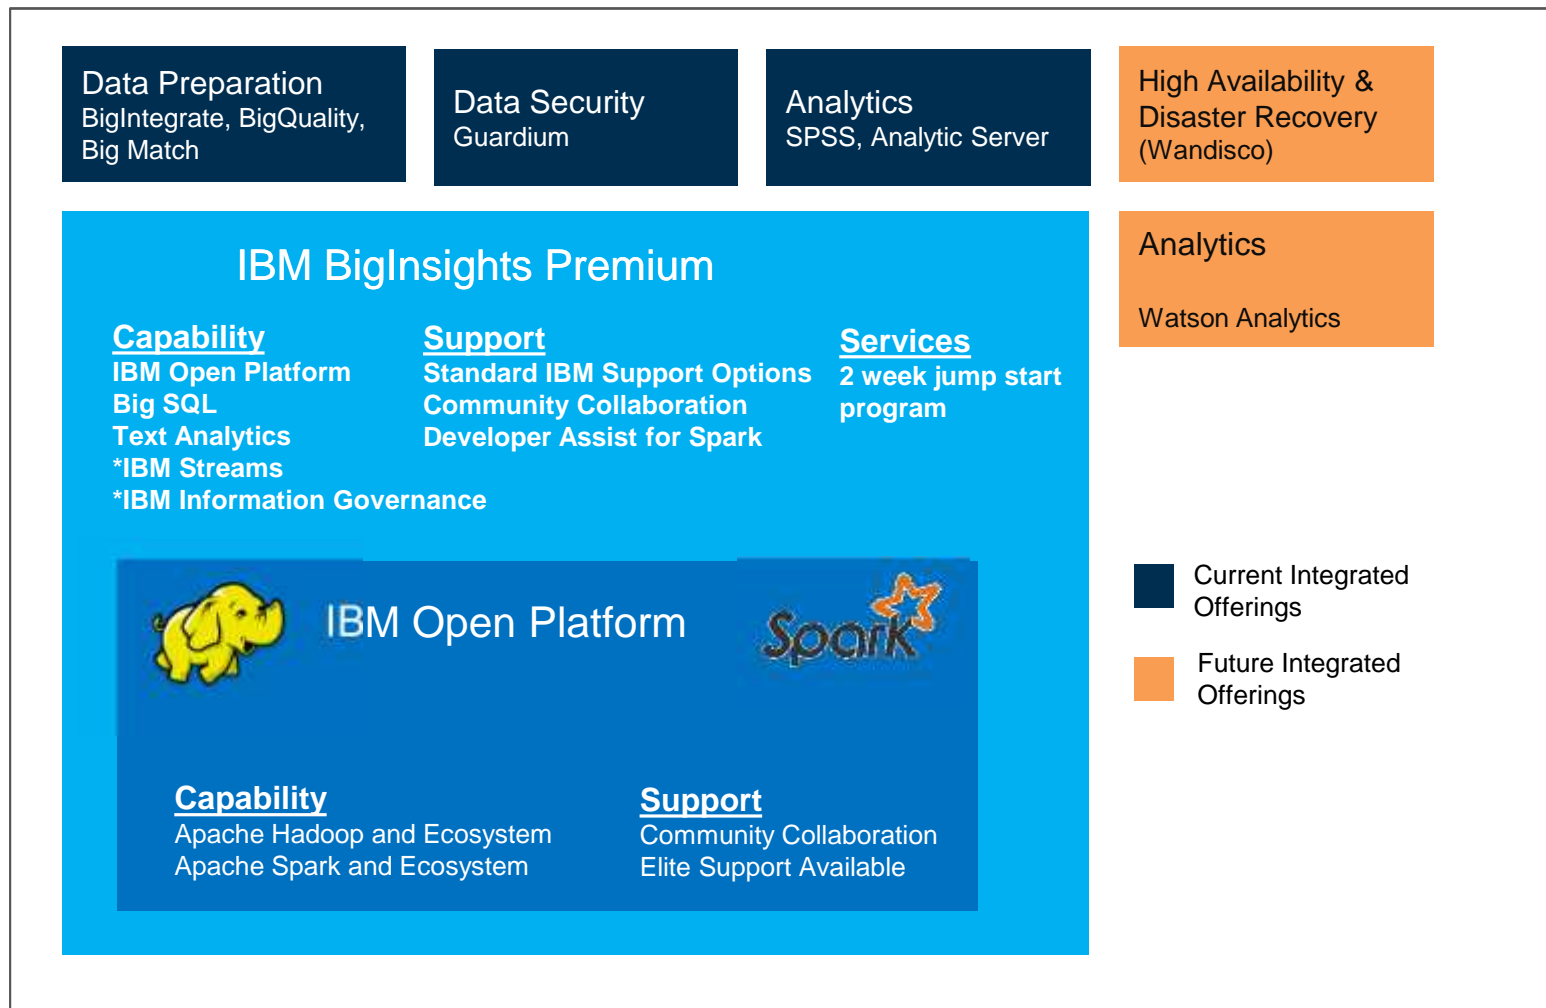 Data Preparation
BigIntegrate, BigQuality,
Big Match
Data Security
Guardium
Analytics
SPSS, Analytic Server
High Availability &
Disaster Recovery
(Wandisco)
IBM BigInsights Premium
Analytics
Watson Analytics
Capability
IBM Open Platform
Big SQL
Text Analytics
*IBM Streams
*IBM Information Governance
Support
Standard IBM Support Options
Community Collaboration
Developer Assist for Spark
Services
2 week jump start
program
IBM Open Platform
Spark
Capability
Apache Hadoop and Ecosystem
Apache Spark and Ecosystem
Support
Community Collaboration
Elite Support Available
Current Integrated
Offerings
Future Integrated
Offerings